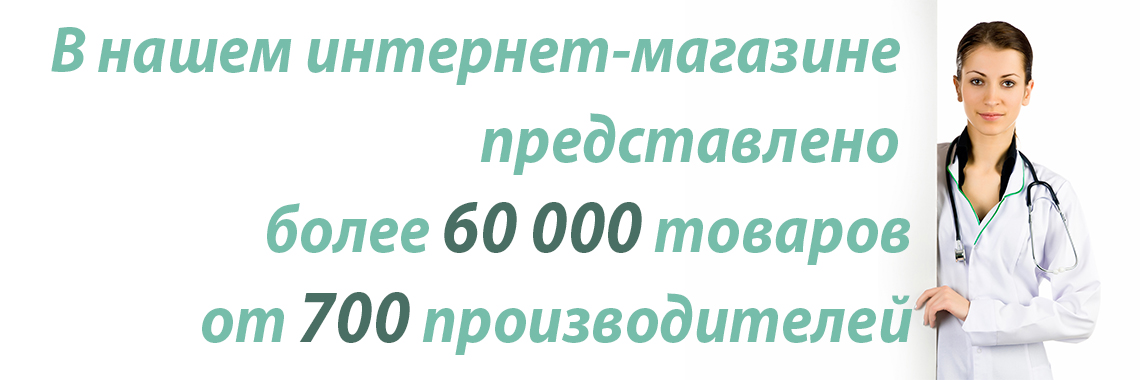 В нашем интернет-магазине
представлено
более 60 000 товаров
от 700 производителей